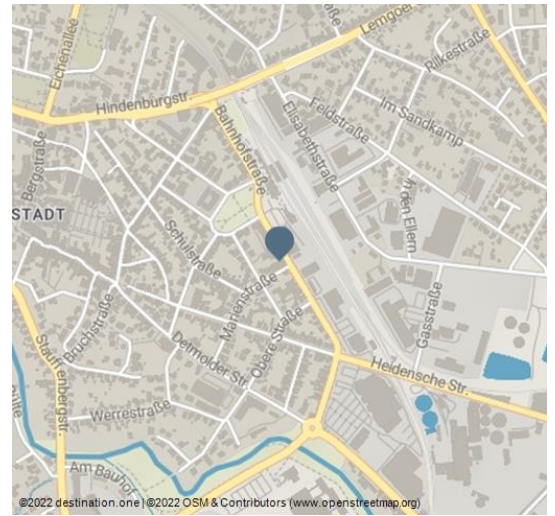 Eichenallee
Lemgoer
Rilkestraße
Hindenburgstr.
Bahnhofstraße
Elisabethstraße
Feldstraße
Im Sandkamp
Bergstraße
STADT
Schulstraße
In den Ellern
Marienstraße
Gasstraße
Bruchstraße
Stauffenbergstr.
Obere Straße
Detmolder Str.
Heidensche Str.
Werrestraße
Am Bauhof
©2022 destination.one | ©2022 OSM & Contributors (www.openstreetmap.org)